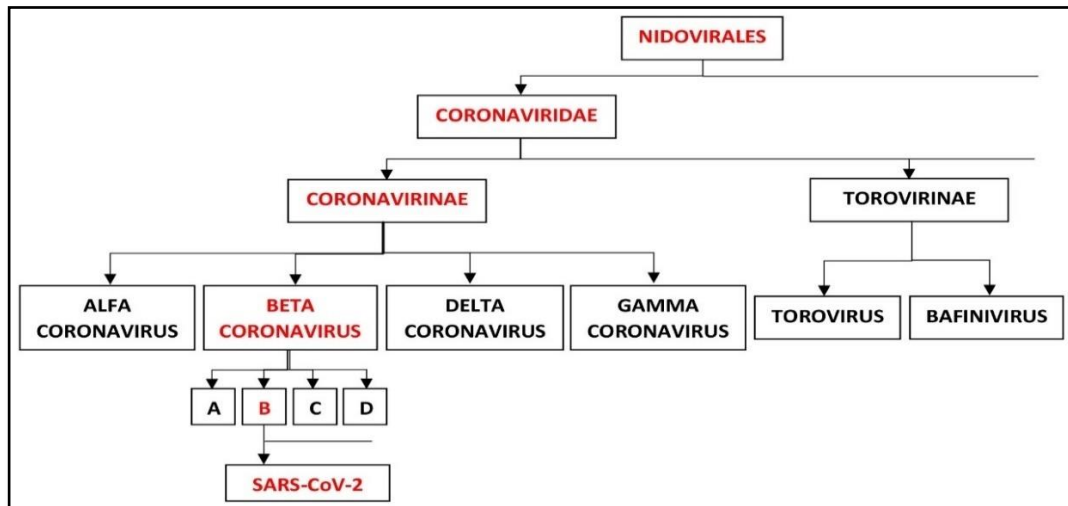 NIDOVIRALES
CORONAVIRIDAE
CORONAVIRINAE
TOROVIRINAE
ALFA
CORONAVIRUS
BETA
CORONAVIRUS
DELTA
CORONAVIRUS
GAMMA
CORONAVIRUS
TOROVIRUS
BAFINIVIRUS
A
B
C
D
SARS-CoV-2